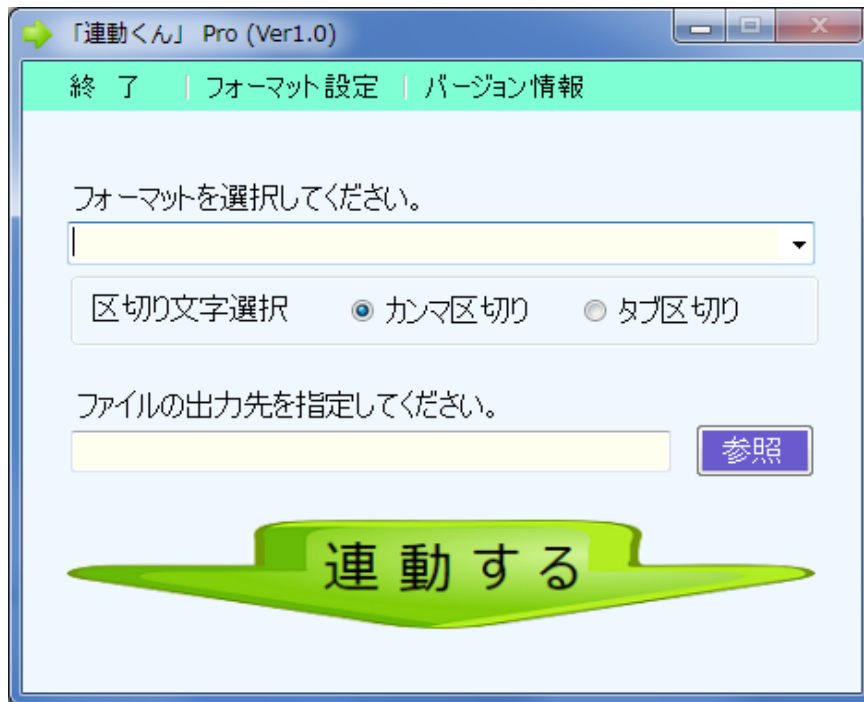 「連動くん」 Pro (Ver1.0)
終 了 | フォーマット設定 | バージョン情報
フォーマットを選択してください。
区切り文字選択 カンマ区切り タブ区切り
ファイルの出力先を指定してください。
参照
連動する